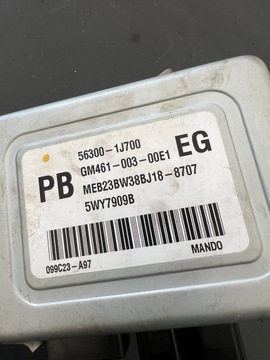 56300-1J700
GM461-003-00E1
PB
EG
MEB23BW38BJ18-8707
5WY7909B
099C23-A97
MANDO